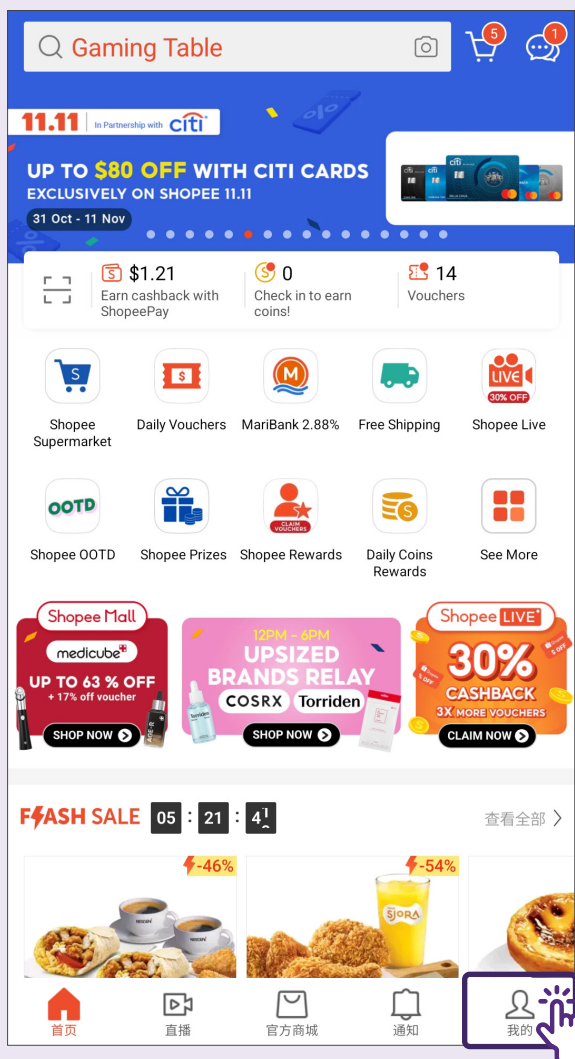 Gaming Table
5
1
11.11 In Partnership with citi
UP TO $80 OFF WITH CITI CARDS
EXCLUSIVELY ON SHOPEE 11.11
31 Oct - 11 Nov
$1.21
Earn cashback with
ShopeePay
0
Check in to earn
coins!
14
Vouchers
Shopee
Supermarket
Daily Vouchers
MariBank 2.88%
Free Shipping
LIVE
30% OFF
Shopee Live
OOTD
Shopee OOTD
Shopee Prizes
CLAIM
VOUCHERS
Shopee Rewards
Daily Coins
Rewards
See More
Shopee Mall
medicube
UP TO 63 % OFF
+ 17% off voucher
SHOP NOW
AGE-R
12PM - 6PM
UPSIZED
BRANDS RELAY
COSRX Torriden
Torriden
SHOP NOW
Shopee LIVE
30%
CASHBACK
3X MORE VOUCHERS
CLAIM NOW
FLASH SALE 05 : 21 :
查看全部
-46%
NESCAFÉ
-54%
SJORA
首页
直播
官方商城
通知
我的